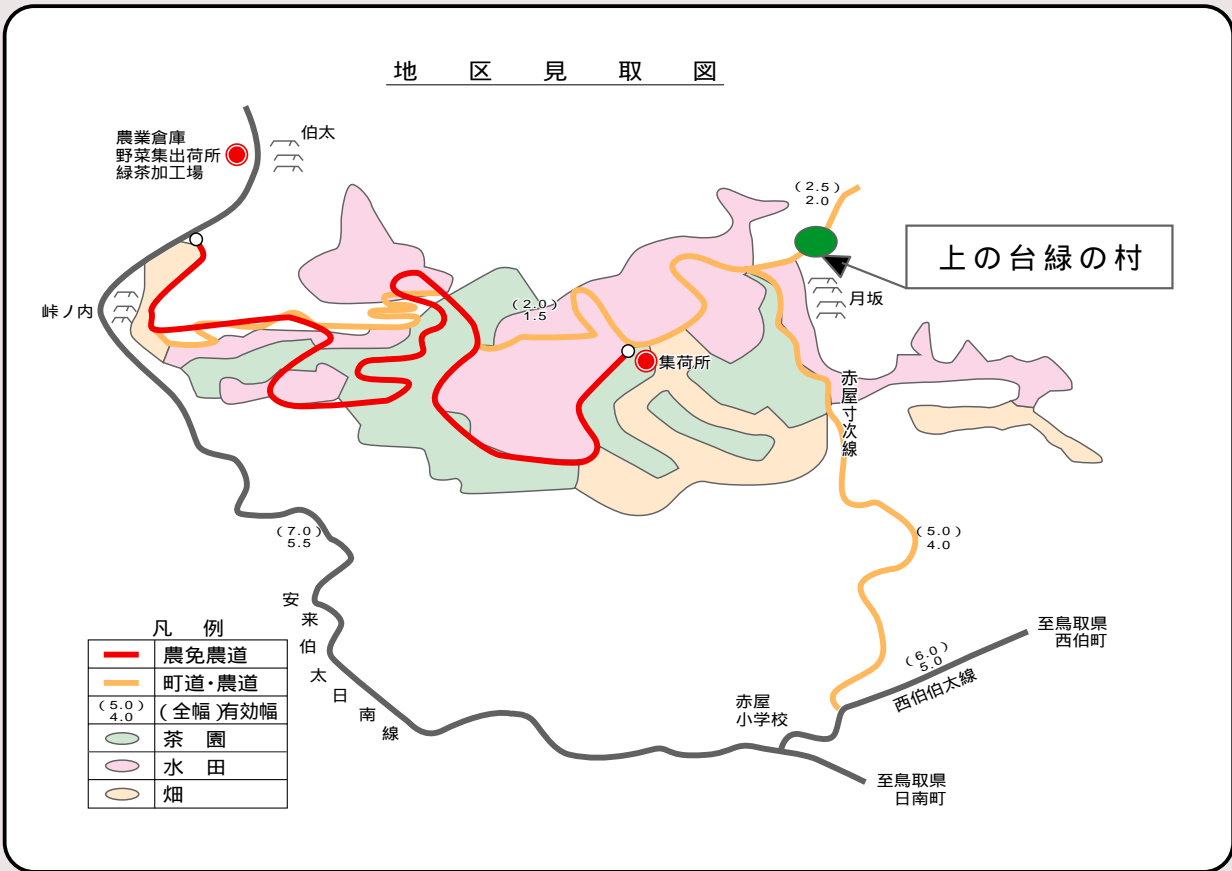 地区見取図
農業倉庫
野菜集出荷所
緑茶加工場
伯太
(2.5)
2.0
上の台緑の村
月坂
峠ノ内
(2.0)
1.5
集荷所
赤屋寸次線
(7.0)
5.5
(5.0)
4.0
安来伯太日南線
至鳥取県
西伯町
(6.0)
5.0
西伯伯太線
赤屋
小学校
至鳥取県
日南町
凡例
農免農道
町道・農道
(5.0)
4.0
(全幅)有効幅
茶園
水田
畑